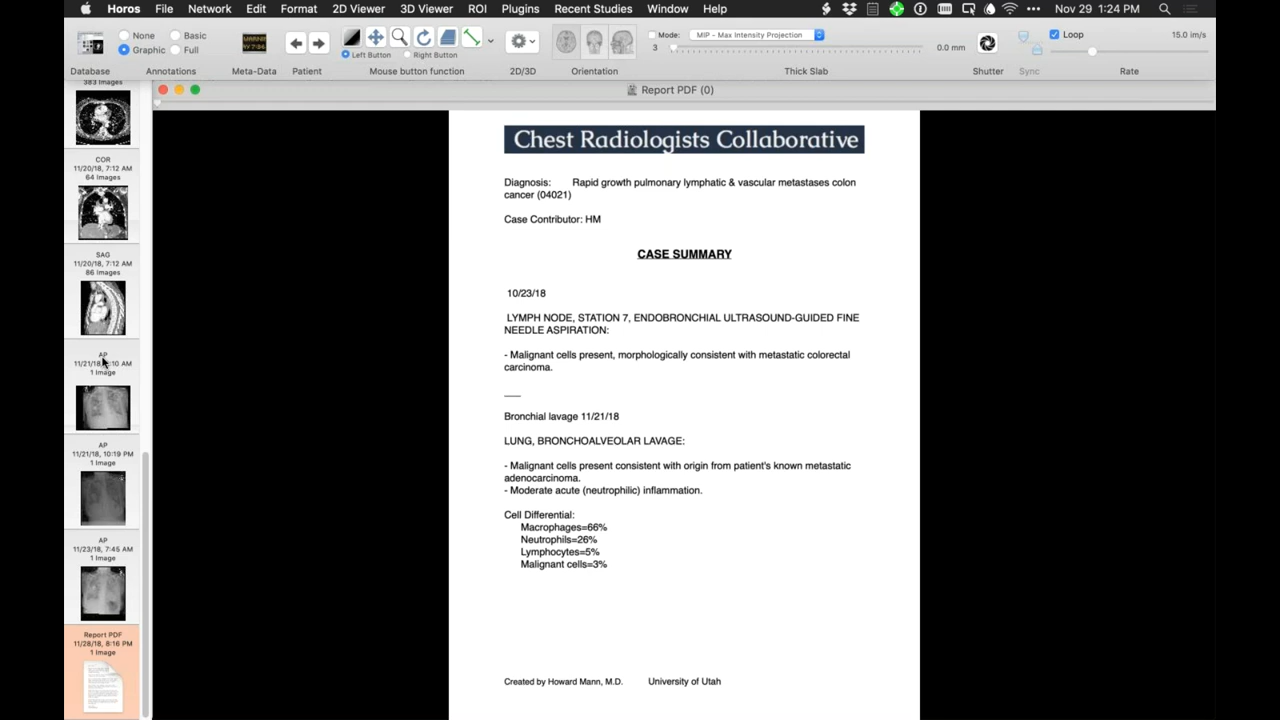 Horos File Network Edit Format 2D Viewer 3D Viewer ROI Plugins Recent Studies Window Help Nov 29 1:24 PM
None Basic
Graphic Full
Left Button Right Button
Mode: MIP - Max Intensity Projection
3 0.0 mm
Loop 15.0 im/s
Database Annotations Meta-Data Patient Mouse button function 2D/3D Orientation Thick Slab Shutter Sync Rate
Report PDF (0)
383 Images
COR
11/20/18, 7:12 AM
64 Images
SAG
11/20/18, 7:12 AM
86 Images
AP
1 Image
AP
11/21/18, 10:19 PM
1 Image
AP
11/23/18, 7:45 AM
1 Image
Report PDF
11/28/18, 8:16 PM
1 Image
Chest Radiologists Collaborative
Diagnosis: Rapid growth pulmonary lymphatic & vascular metastases colon
cancer (04021)
Case Contributor: HM
CASE SUMMARY
10/23/18
LYMPH NODE, STATION 7, ENDOBRONCHIAL ULTRASOUND-GUIDED FINE
NEEDLE ASPIRATION:
- Malignant cells present, morphologically consistent with metastatic colorectal
carcinoma.
___
Bronchial lavage 11/21/18
LUNG, BRONCHOALVEOLAR LAVAGE:
- Malignant cells present consistent with origin from patient's known metastatic
adenocarcinoma.
- Moderate acute (neutrophilic) inflammation.
Cell Differential:
Macrophages=66%
Neutrophils=26%
Lymphocytes=5%
Malignant cells=3%
Created by Howard Mann, M.D. University of Utah